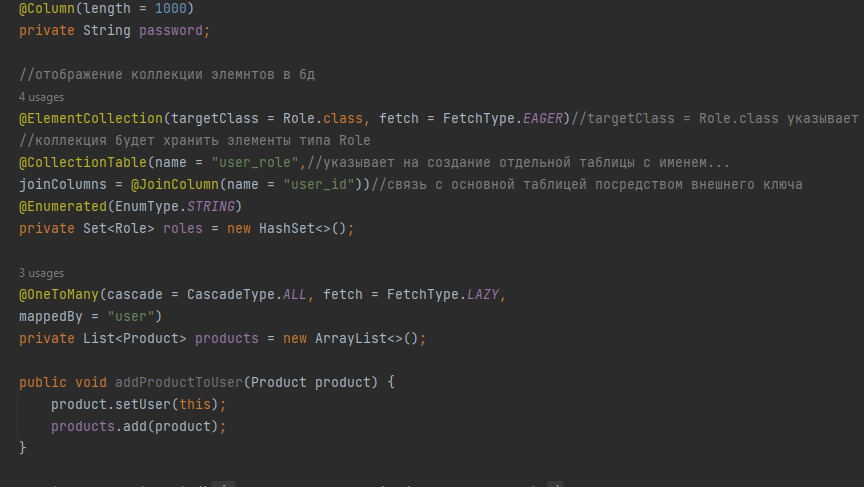 @Column(length = 1000)
private String password;
//отображение коллекции элемнтов в бд
4 usages
@ElementCollection(targetClass = Role.class, fetch = FetchType.EAGER)//targetClass = Role.class указывает
//коллекция будет хранить элементы типа Role
@CollectionTable(name = "user_role",//указывает на создание отдельной таблицы с именем...
joinColumns = @JoinColumn(name = "user_id"))//связь с основной таблицей посредством внешнего ключа
@Enumerated(EnumType.STRING)
private Set<Role> roles = new HashSet<>();
3 usages
@OneToMany(cascade = CascadeType.ALL, fetch = FetchType.LAZY,
mappedBy = "user")
private List<Product> products = new ArrayList<>();
public void addProductToUser(Product product) {
product.setUser(this);
products.add(product);
}